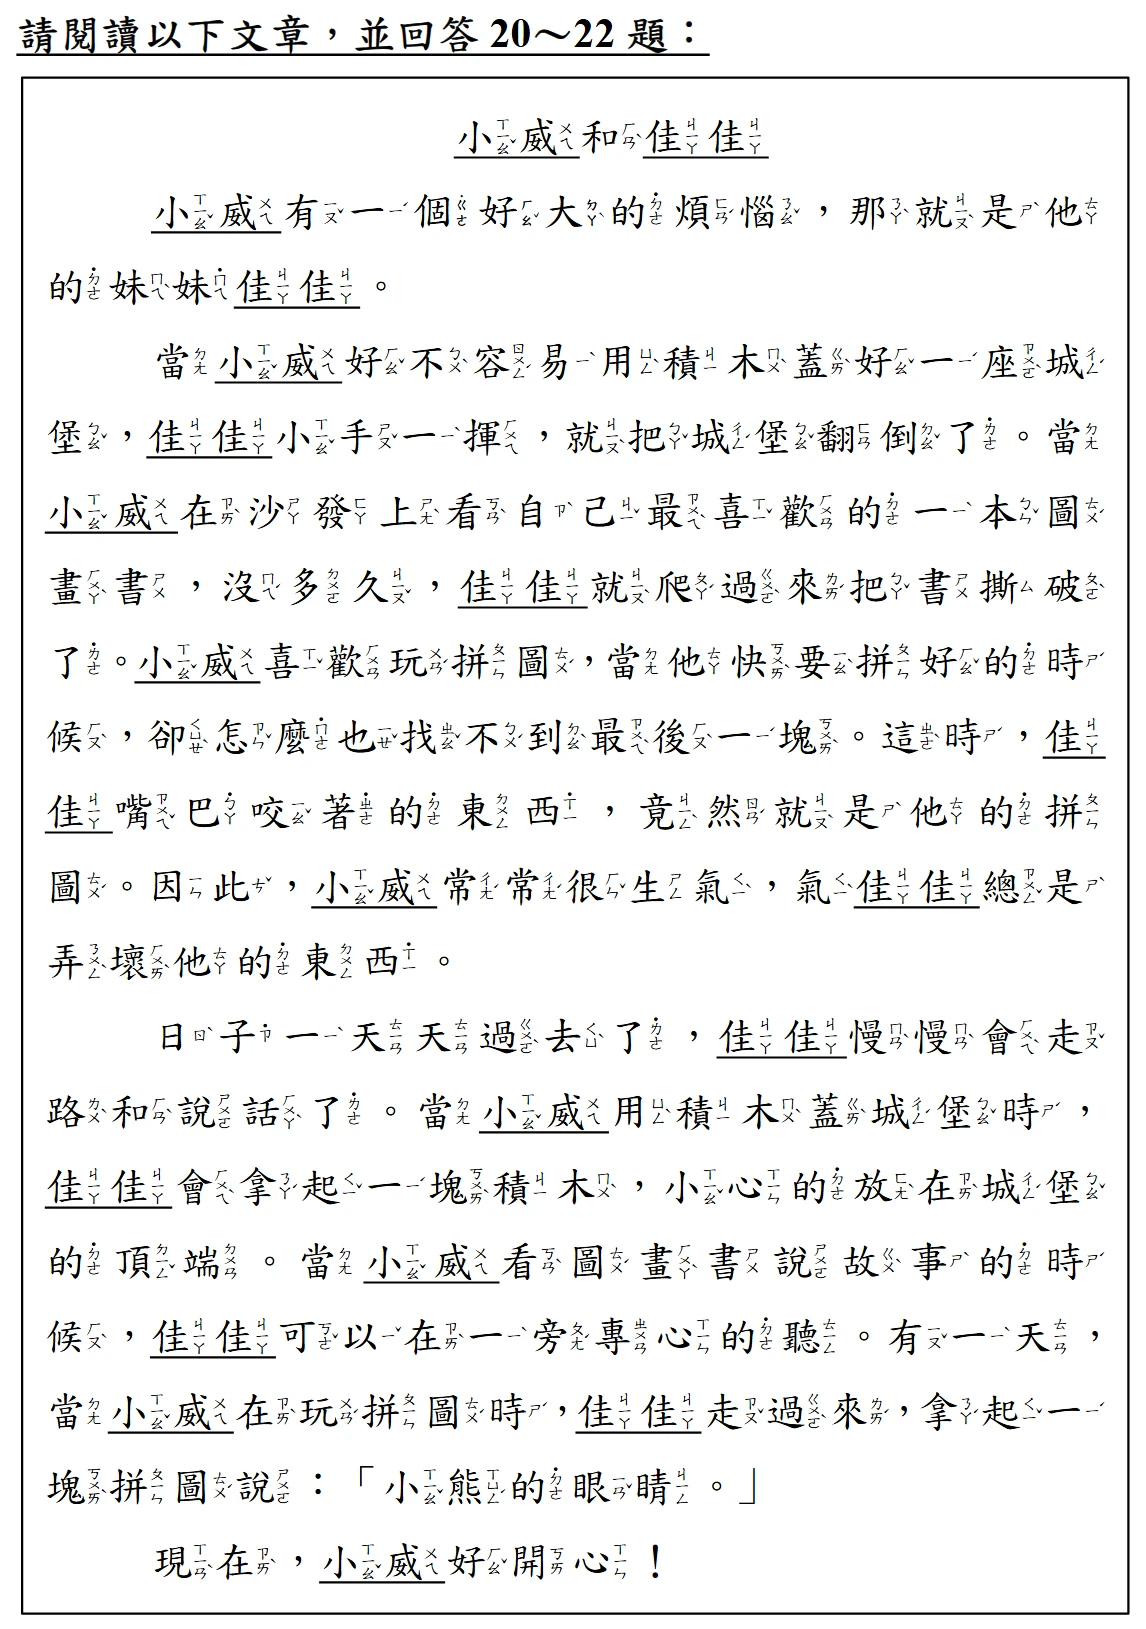 請閱讀以下文章，並回答20～22題：
小威和佳佳
小威有一個好大的煩惱，那就是他
的妹妹佳佳。
當小威好不容易用積木蓋好一座城
堡，佳佳小手一揮，就把城堡翻倒了。當
小威在沙發上看自己最喜歡的一本圖
畫書，沒多久，佳佳就爬過來把書撕破
了。小威喜歡玩拼圖，當他快要拼好的時
候，卻怎麼也找不到最後一塊。這時，佳
佳嘴巴咬著的東西，竟然就是他的拼
圖。因此，小威常常很生氣，氣佳佳總是
弄壞他的東西。
日子一天天過去了，佳佳慢慢會走
路和說話了。當小威用積木蓋城堡時，
佳佳會拿起一塊積木，小心的放在城堡
的頂端。當小威看圖畫書說故事的時
候，佳佳可以在一旁專心的聽。有一天，
當小威在玩拼圖時，佳佳走過來，拿起一
塊拼圖說：「小熊的眼睛。」
現在，小威好開心！